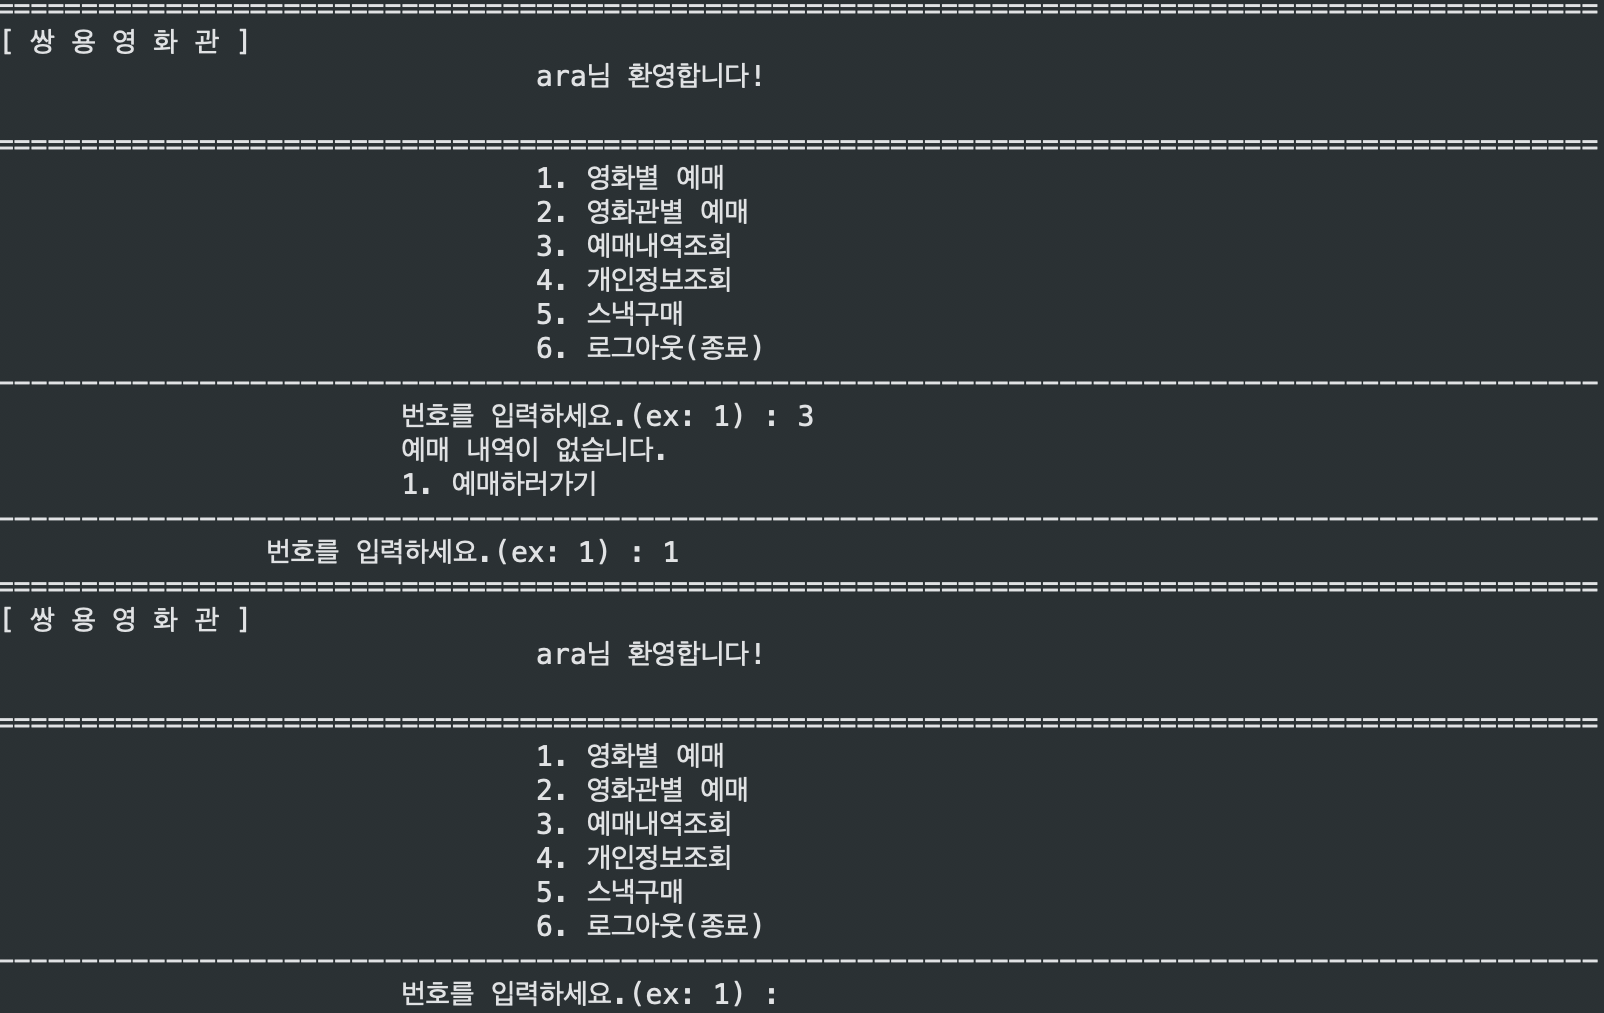 [ 쌍 용 영 화 관 ]
ara님 환영합니다!
1. 영화별 예매
2. 영화관별 예매
3. 예매내역조회
4. 개인정보조회
5. 스낵구매
6. 로그아웃(종료)
번호를 입력하세요.(ex: 1) : 3
예매 내역이 없습니다.
1. 예매하러가기
번호를 입력하세요.(ex: 1) : 1
[ 쌍 용 영 화 관 ]
ara님 환영합니다!
1. 영화별 예매
2. 영화관별 예매
3. 예매내역조회
4. 개인정보조회
5. 스낵구매
6. 로그아웃(종료)
번호를 입력하세요.(ex: 1) :